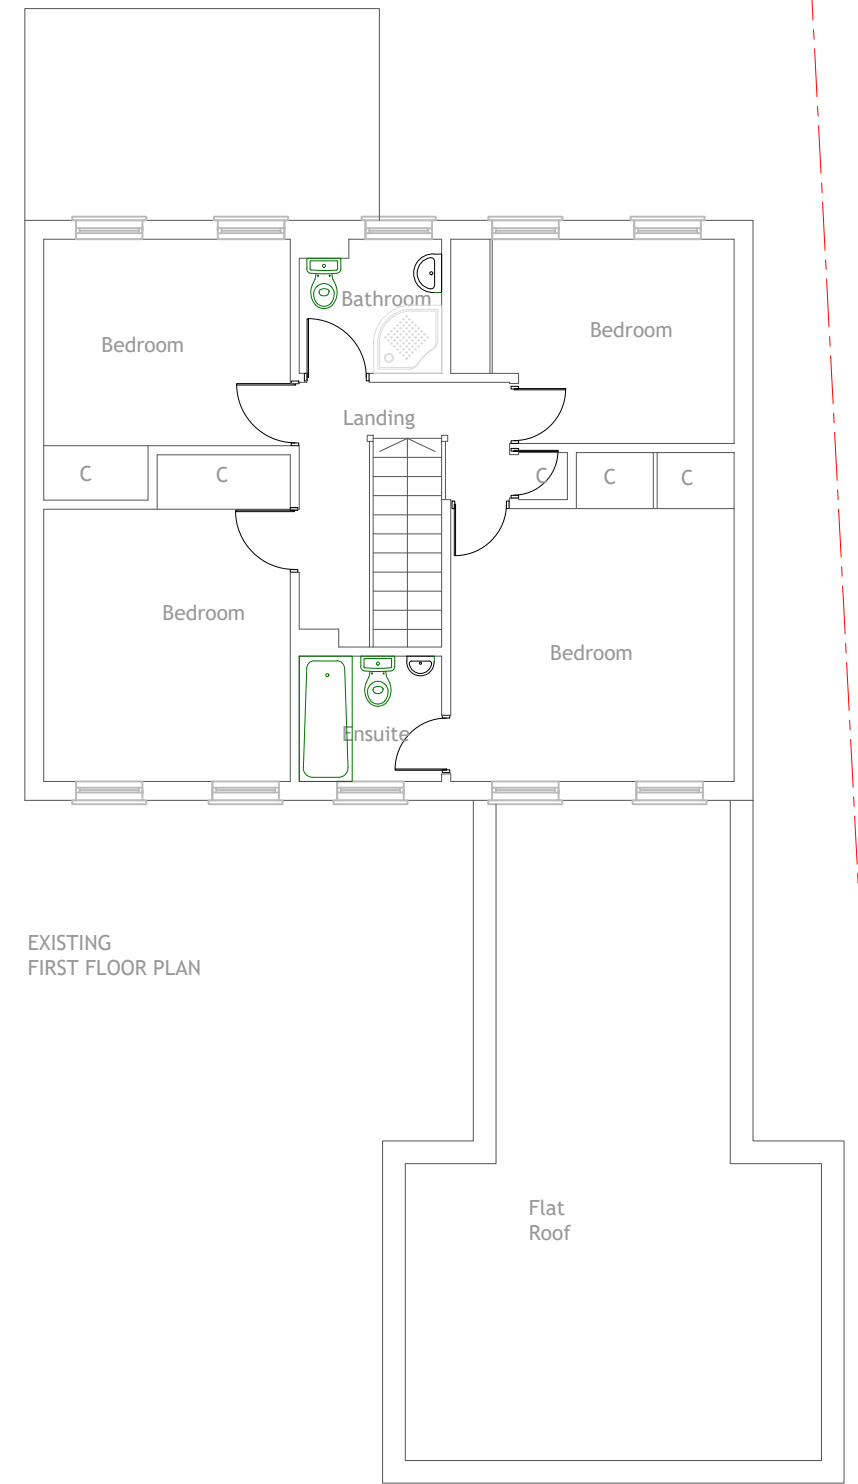 Bathroom
Bedroom
Bedroom
Landing
C
C
C
C
C
Bedroom
Bedroom
Ensuite
EXISTING
FIRST FLOOR PLAN
Flat
Roof